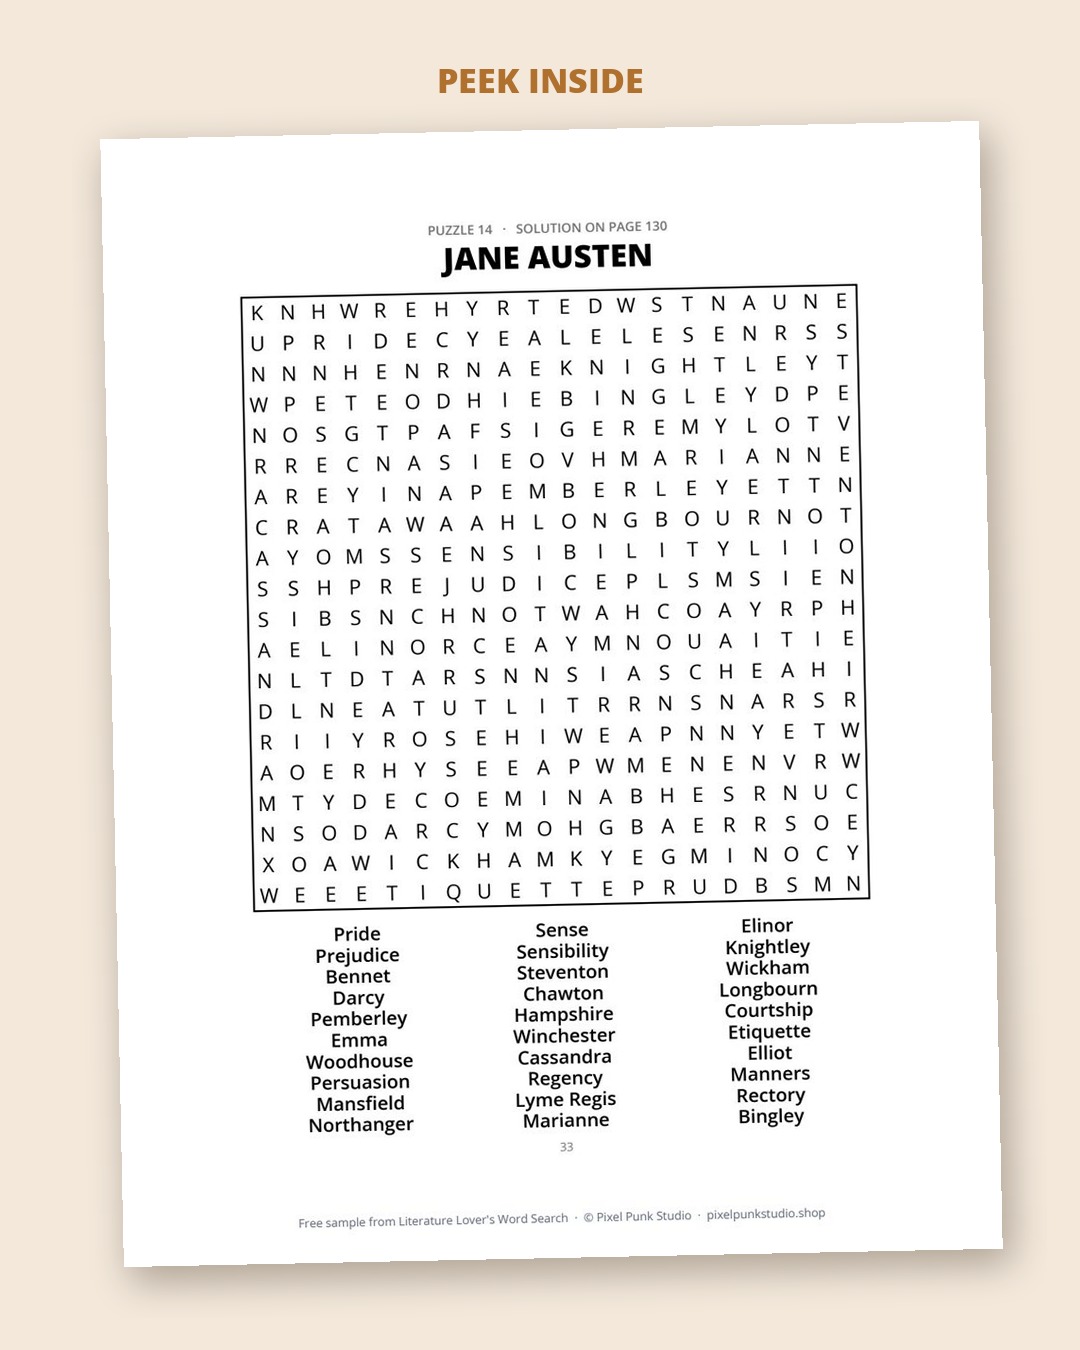 PEEK INSIDE
PUZZLE 14 · SOLUTION ON PAGE 130
JANE AUSTEN
K N H W R E H Y R T E D W S T N A U N E
U P R I D E C Y E A L E L E S E N R S S
N N N H E N R N A E K N I G H T L E Y T
W P E T E O D H I E B I N G L E Y D P E
N O S G T P A F S I G E R E M Y L O T V
R R E C N A S I E O V H M A R I A N N E
A R E Y I N A P E M B E R L E Y E T T N
C R A T A W A A H L O N G B O U R N O T
A Y O M S S E N S I B I L I T Y L I I O
S S H P R E J U D I C E P L S M S I E N
S I B S N C H N O T W A H C O A Y R P H
A E L I N O R C E A Y M N O U A I T I E
N L T D T A R S N N S I A S C H E A H I
D L N E A T U T L I T R R N S N A R S R
R I I Y R O S E H I W E A P N N Y E T W
A O E R H Y S E E A P W M E N E N V R W
M T Y D E C O E M I N A B H E S R N U C
N S O D A R C Y M O H G B A E R R S O E
X O A W I C K H A M K Y E G M I N O C Y
W E E E T I Q U E T T E P R U D B S M N
Pride
Prejudice
Bennet
Darcy
Pemberley
Emma
Woodhouse
Persuasion
Mansfield
Northanger
Sense
Sensibility
Steventon
Chawton
Hampshire
Winchester
Cassandra
Regency
Lyme Regis
Marianne
Elinor
Knightley
Wickham
Longbourn
Courtship
Etiquette
Elliot
Manners
Rectory
Bingley
33
Free sample from Literature Lover's Word Search · © Pixel Punk Studio · pixelpunkstudio.shop